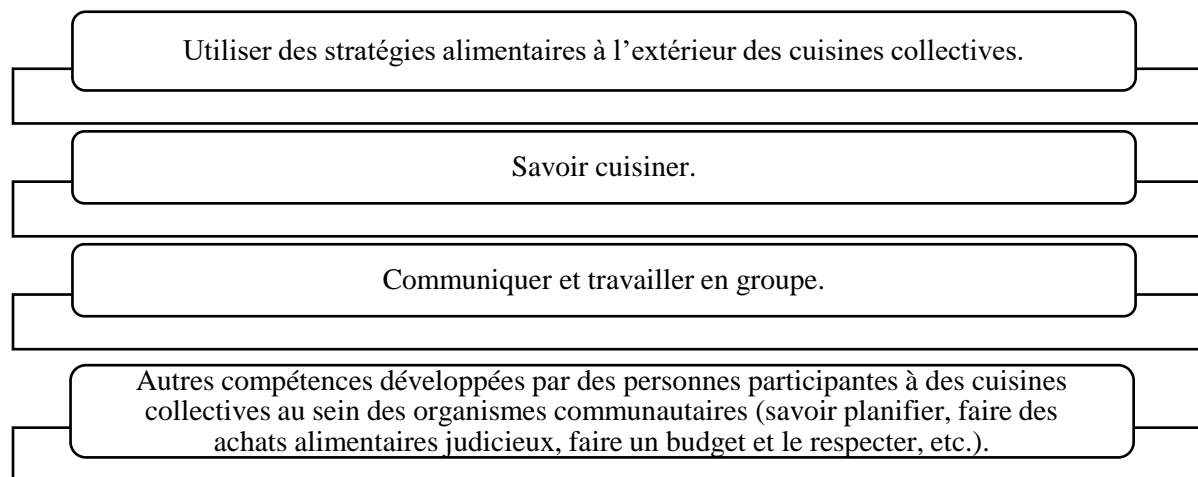 Utiliser des stratégies alimentaires à l’extérieur des cuisines collectives.
Savoir cuisiner.
Communiquer et travailler en groupe.
Autres compétences développées par des personnes participantes à des cuisines
collectives au sein des organismes communautaires (savoir planifier, faire des
achats alimentaires judicieux, faire un budget et le respecter, etc.).